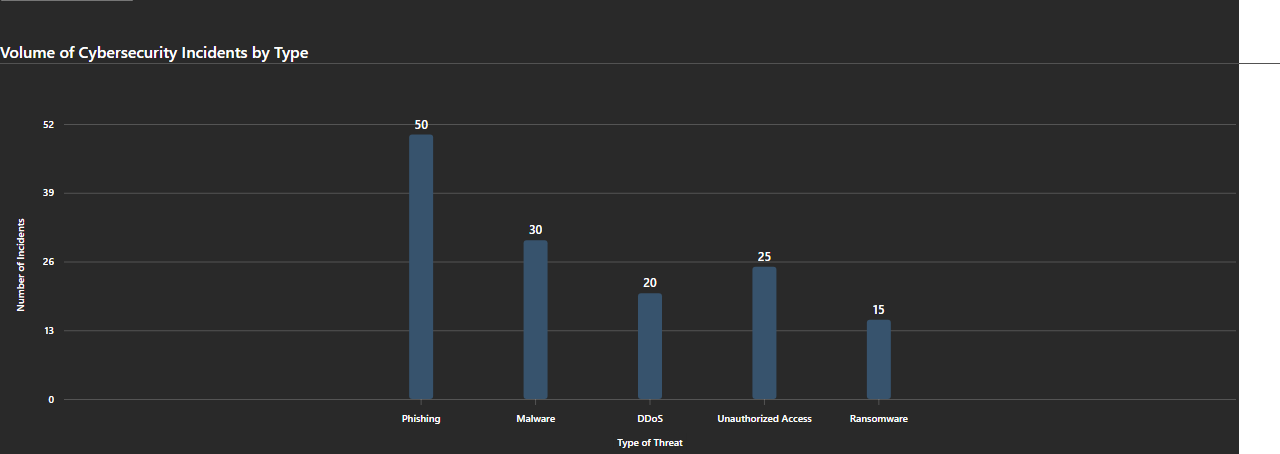 Volume of Cybersecurity Incidents by Type
52
39
26
13
0
Number of Incidents
50
30
20
25
15
Phishing
Malware
DDoS
Unauthorized Access
Ransomware
Type of Threat